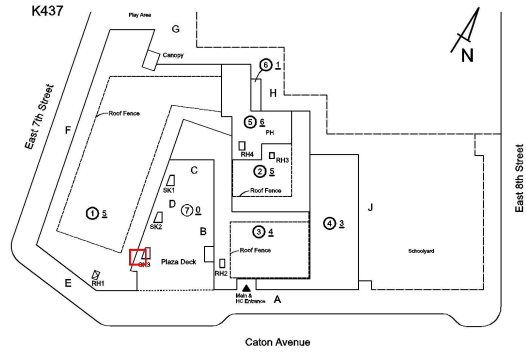 K437
Play Area
G
N
Canopy
6 1
East 7th Street
H
F
Roof Fence
5 6
PH
RH4
RH3
2 5
C
SK1
Roof Fence
East 8th Street
D
7 0
1 5
SK2
B
3 4
4 3
J
Roof Fence
Schoolyard
SK3
Plaza Deck
RH2
E
RH1
Main &
HC Entrance
A
Caton Avenue